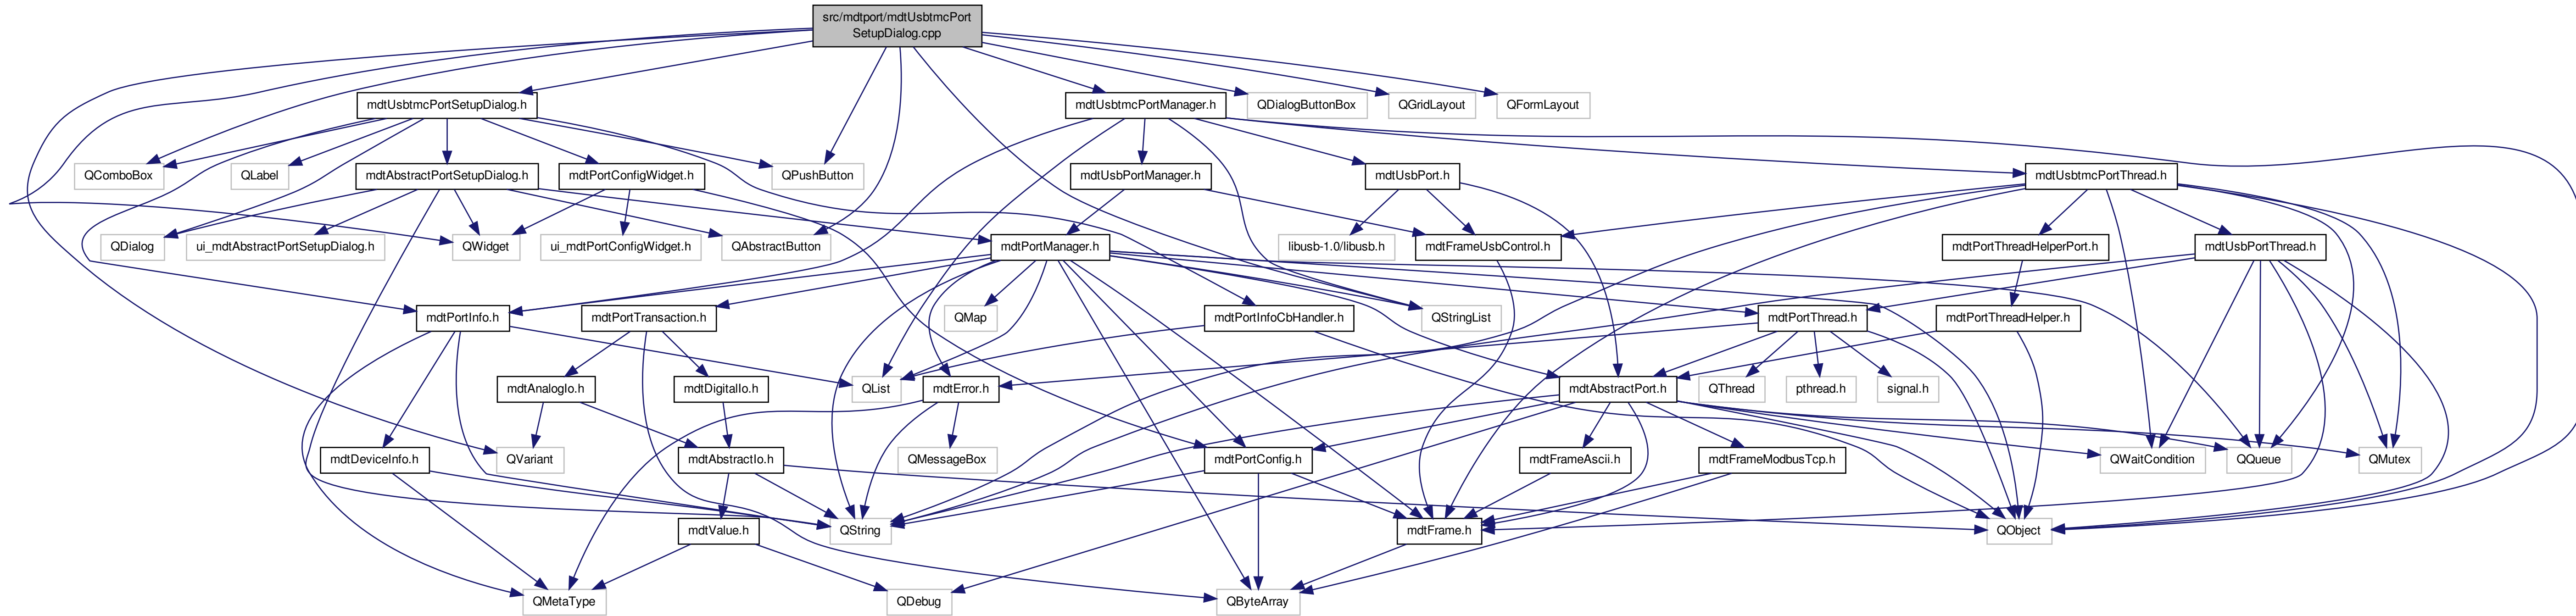 src/mdtport/mdtUsbtmcPort
SetupDialog.cpp
mdtUsbtmcPortSetupDialog.h
mdtUsbtmcPortManager.h
QDialogButtonBox
QGridLayout
QFormLayout
QComboBox
QLabel
mdtAbstractPortSetupDialog.h
mdtPortConfigWidget.h
QPushButton
mdtUsbPortManager.h
mdtUsbPort.h
mdtUsbtmcPortThread.h
QDialog
ui_mdtAbstractPortSetupDialog.h
QWidget
ui_mdtPortConfigWidget.h
QAbstractButton
mdtPortManager.h
libusb-1.0/libusb.h
mdtFrameUsbControl.h
mdtPortThreadHelperPort.h
mdtUsbPortThread.h
mdtPortInfo.h
mdtPortTransaction.h
QMap
mdtPortInfoCbHandler.h
QStringList
mdtPortThread.h
mdtPortThreadHelper.h
mdtAnalogIo.h
mdtDigitalIo.h
QList
mdtError.h
mdtAbstractPort.h
QThread
pthread.h
signal.h
mdtDeviceInfo.h
QVariant
mdtAbstractIo.h
QMessageBox
mdtPortConfig.h
mdtFrameAscii.h
mdtFrameModbusTcp.h
QWaitCondition
QQueue
QMutex
mdtValue.h
QString
mdtFrame.h
QObject
QMetaType
QDebug
QByteArray